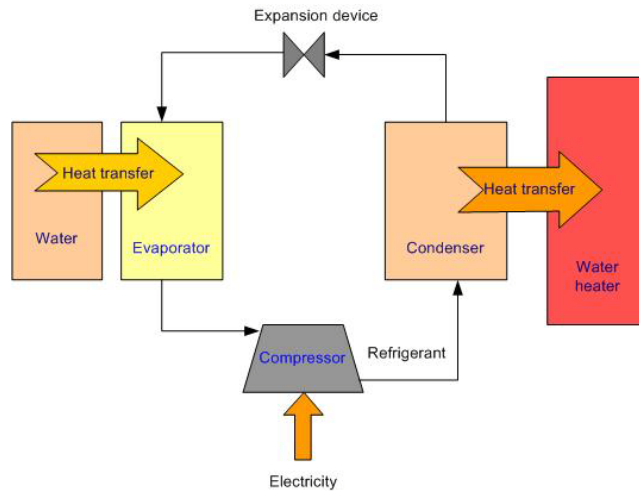 Expansion device
Heat transfer
Water
Evaporator
Heat transfer
Condenser
Water
heater
Compressor
Refrigerant
Electricity